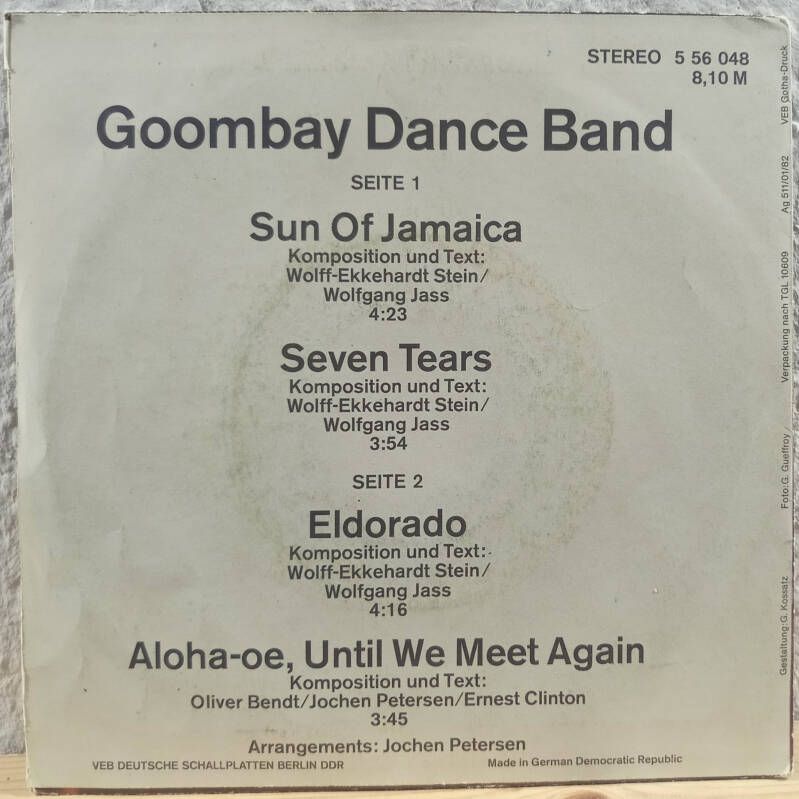 STEREO 5 56 048
8,10 M
Goombay Dance Band
SEITE 1
Sun Of Jamaica
Komposition und Text:
Wolff-Ekkehardt Stein/
Wolfgang Jass
4:23
Seven Tears
Komposition und Text:
Wolff-Ekkehardt Stein/
Wolfgang Jass
3:54
SEITE 2
Eldorado
Komposition und Text:
Wolff-Ekkehardt Stein/
Wolfgang Jass
4:16
Aloha-oe, Until We Meet Again
Komposition und Text:
Oliver Bendt/Jochen Petersen/Ernest Clinton
3:45
Arrangements: Jochen Petersen
VEB DEUTSCHE SCHALLPLATTEN BERLIN DDR
Made in German Democratic Republic
Gestaltung: G. Kossatz Foto: G. Gueffroy/ Verpackung nach TGL 10609 Ag 511/01/82 VEB Gotha-Druck